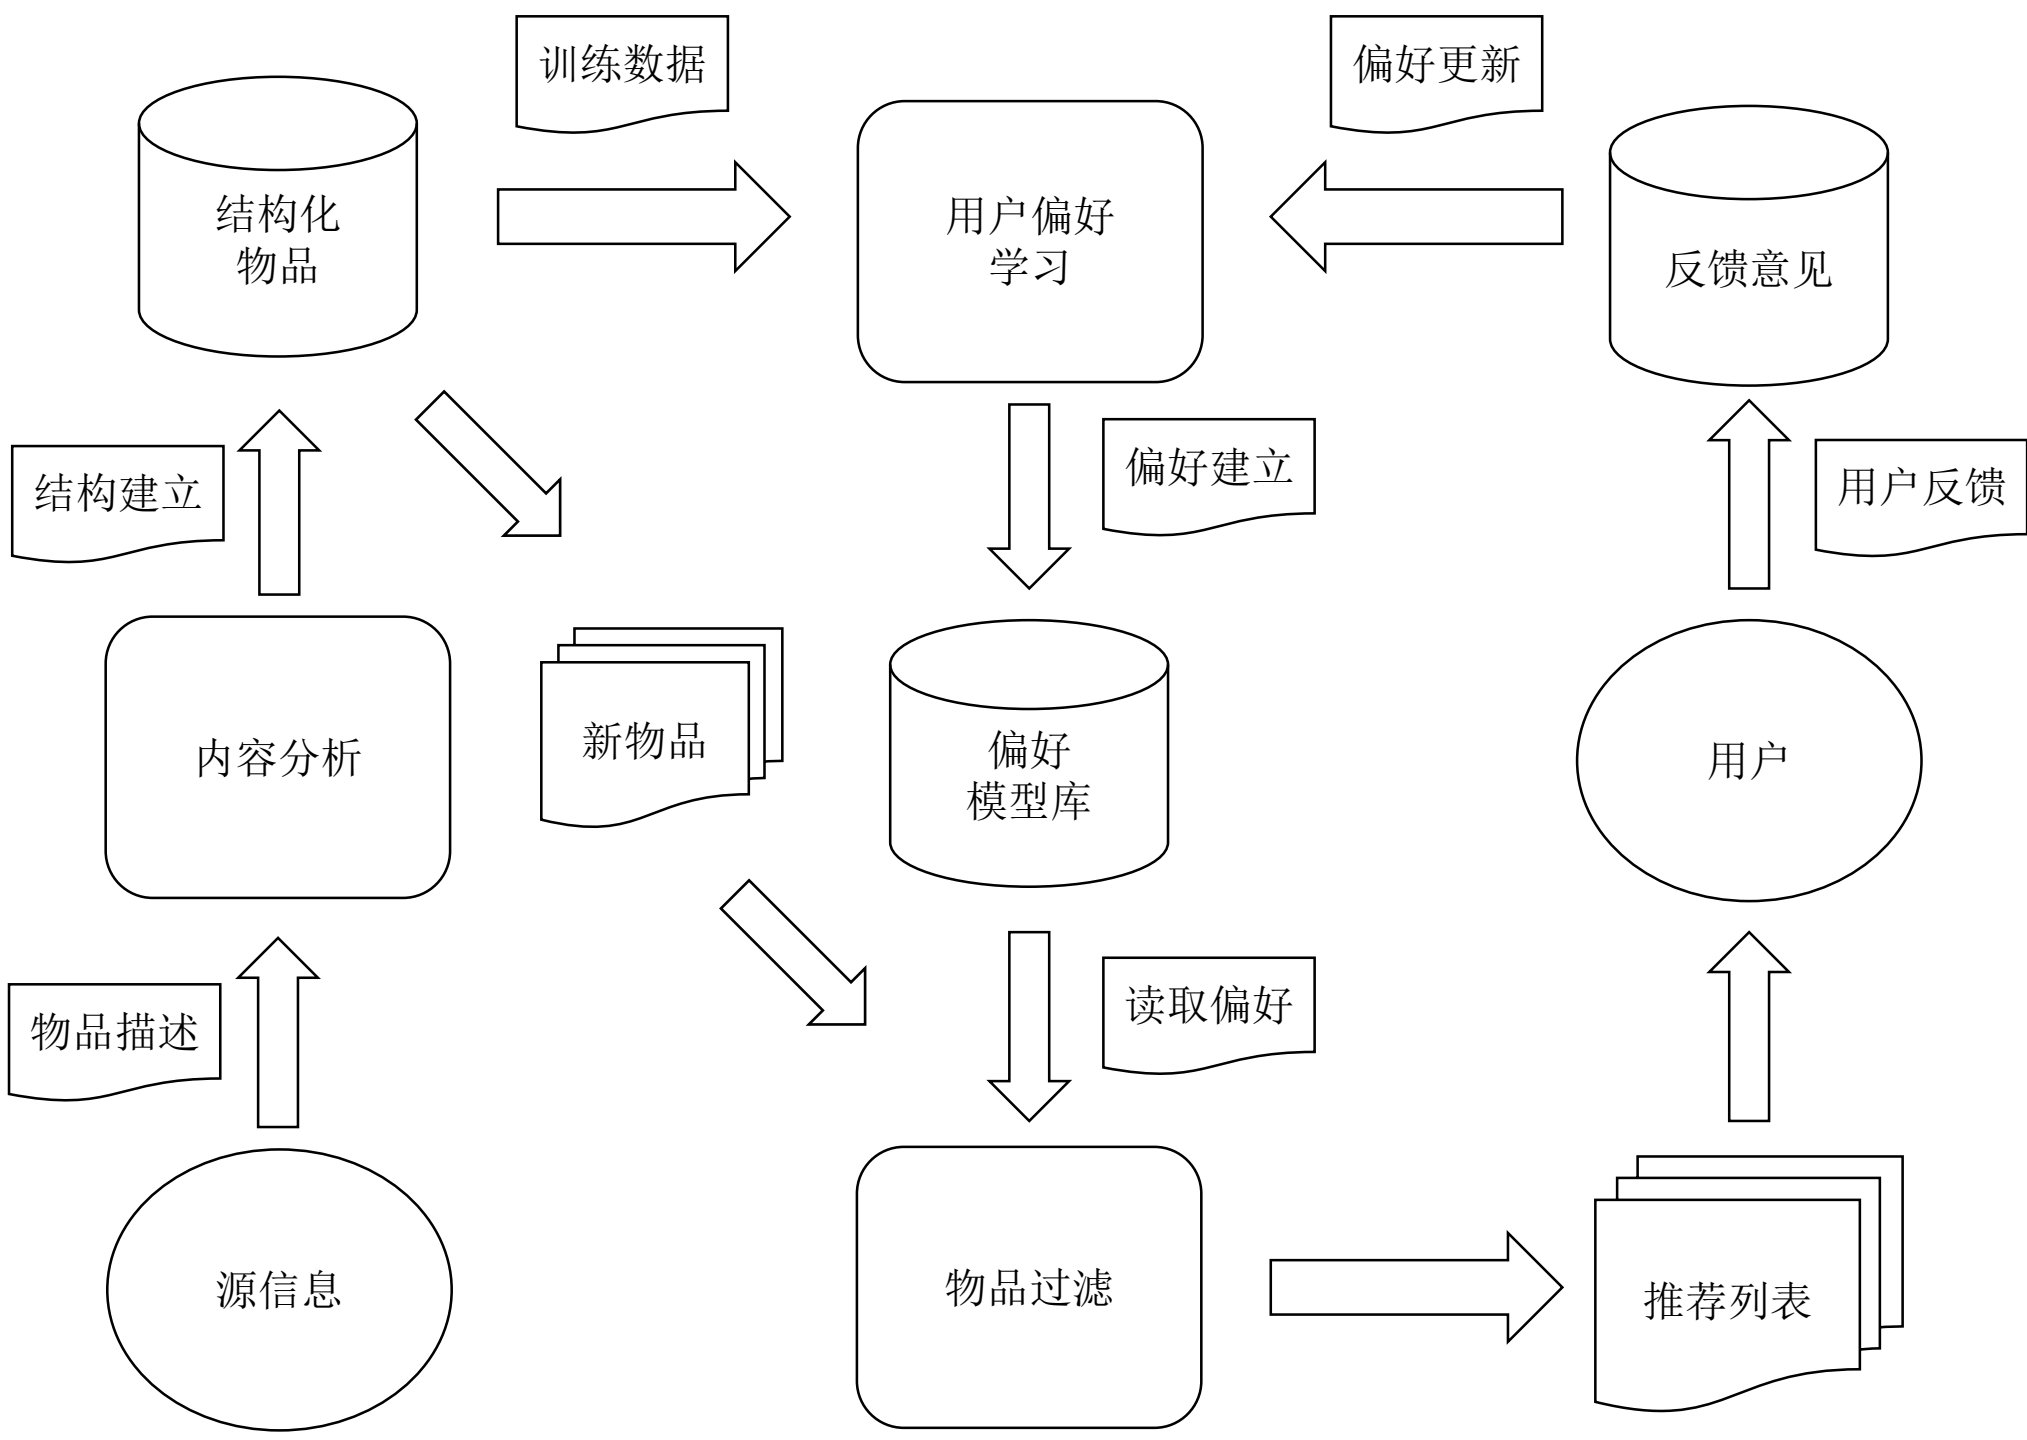 训练数据
偏好更新
结构化
物品
用户偏好
学习
反馈意见
结构建立
偏好建立
用户反馈
内容分析
新物品
偏好
模型库
用户
物品描述
读取偏好
源信息
物品过滤
推荐列表